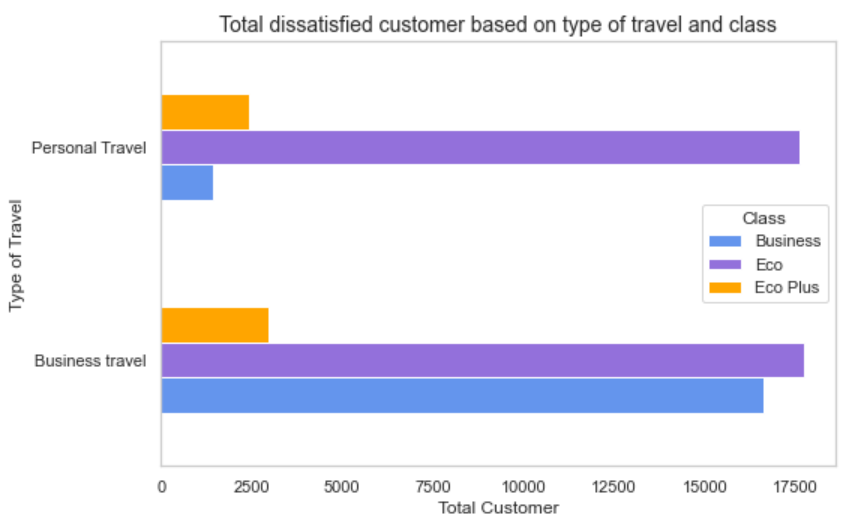 Total dissatisfied customer based on type of travel and class
Type of Travel
Personal Travel
Business travel
Class
Business
Eco
Eco Plus
0 2500 5000 7500 10000 12500 15000 17500
Total Customer